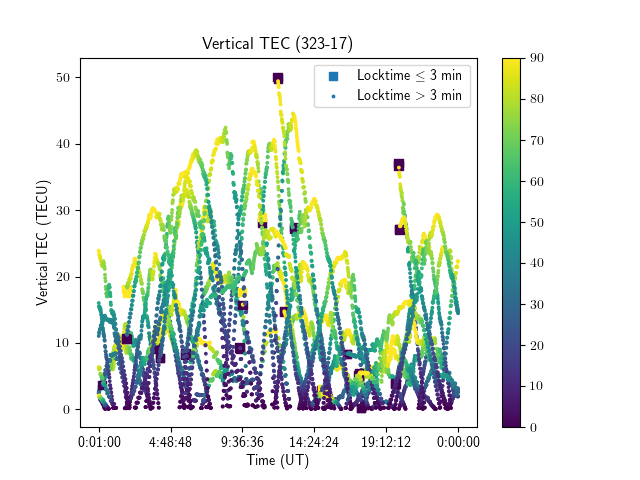 Vertical TEC (323-17)
Locktime ≤ 3 min
Locktime > 3 min
Vertical TEC (TECU)
50
40
30
20
10
0
0:01:00 4:48:48 9:36:36 14:24:24 19:12:12 0:00:00
Time (UT)
90
80
70
60
50
40
30
20
10
0